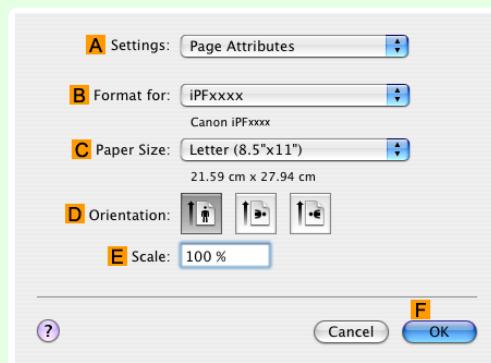 A Settings: Page Attributes
B Format for: iPFxxxx
Canon iPFxxxx
C Paper Size: Letter (8.5"x11")
21.59 cm x 27.94 cm
D Orientation:
E Scale: 100 %
F
? Cancel OK